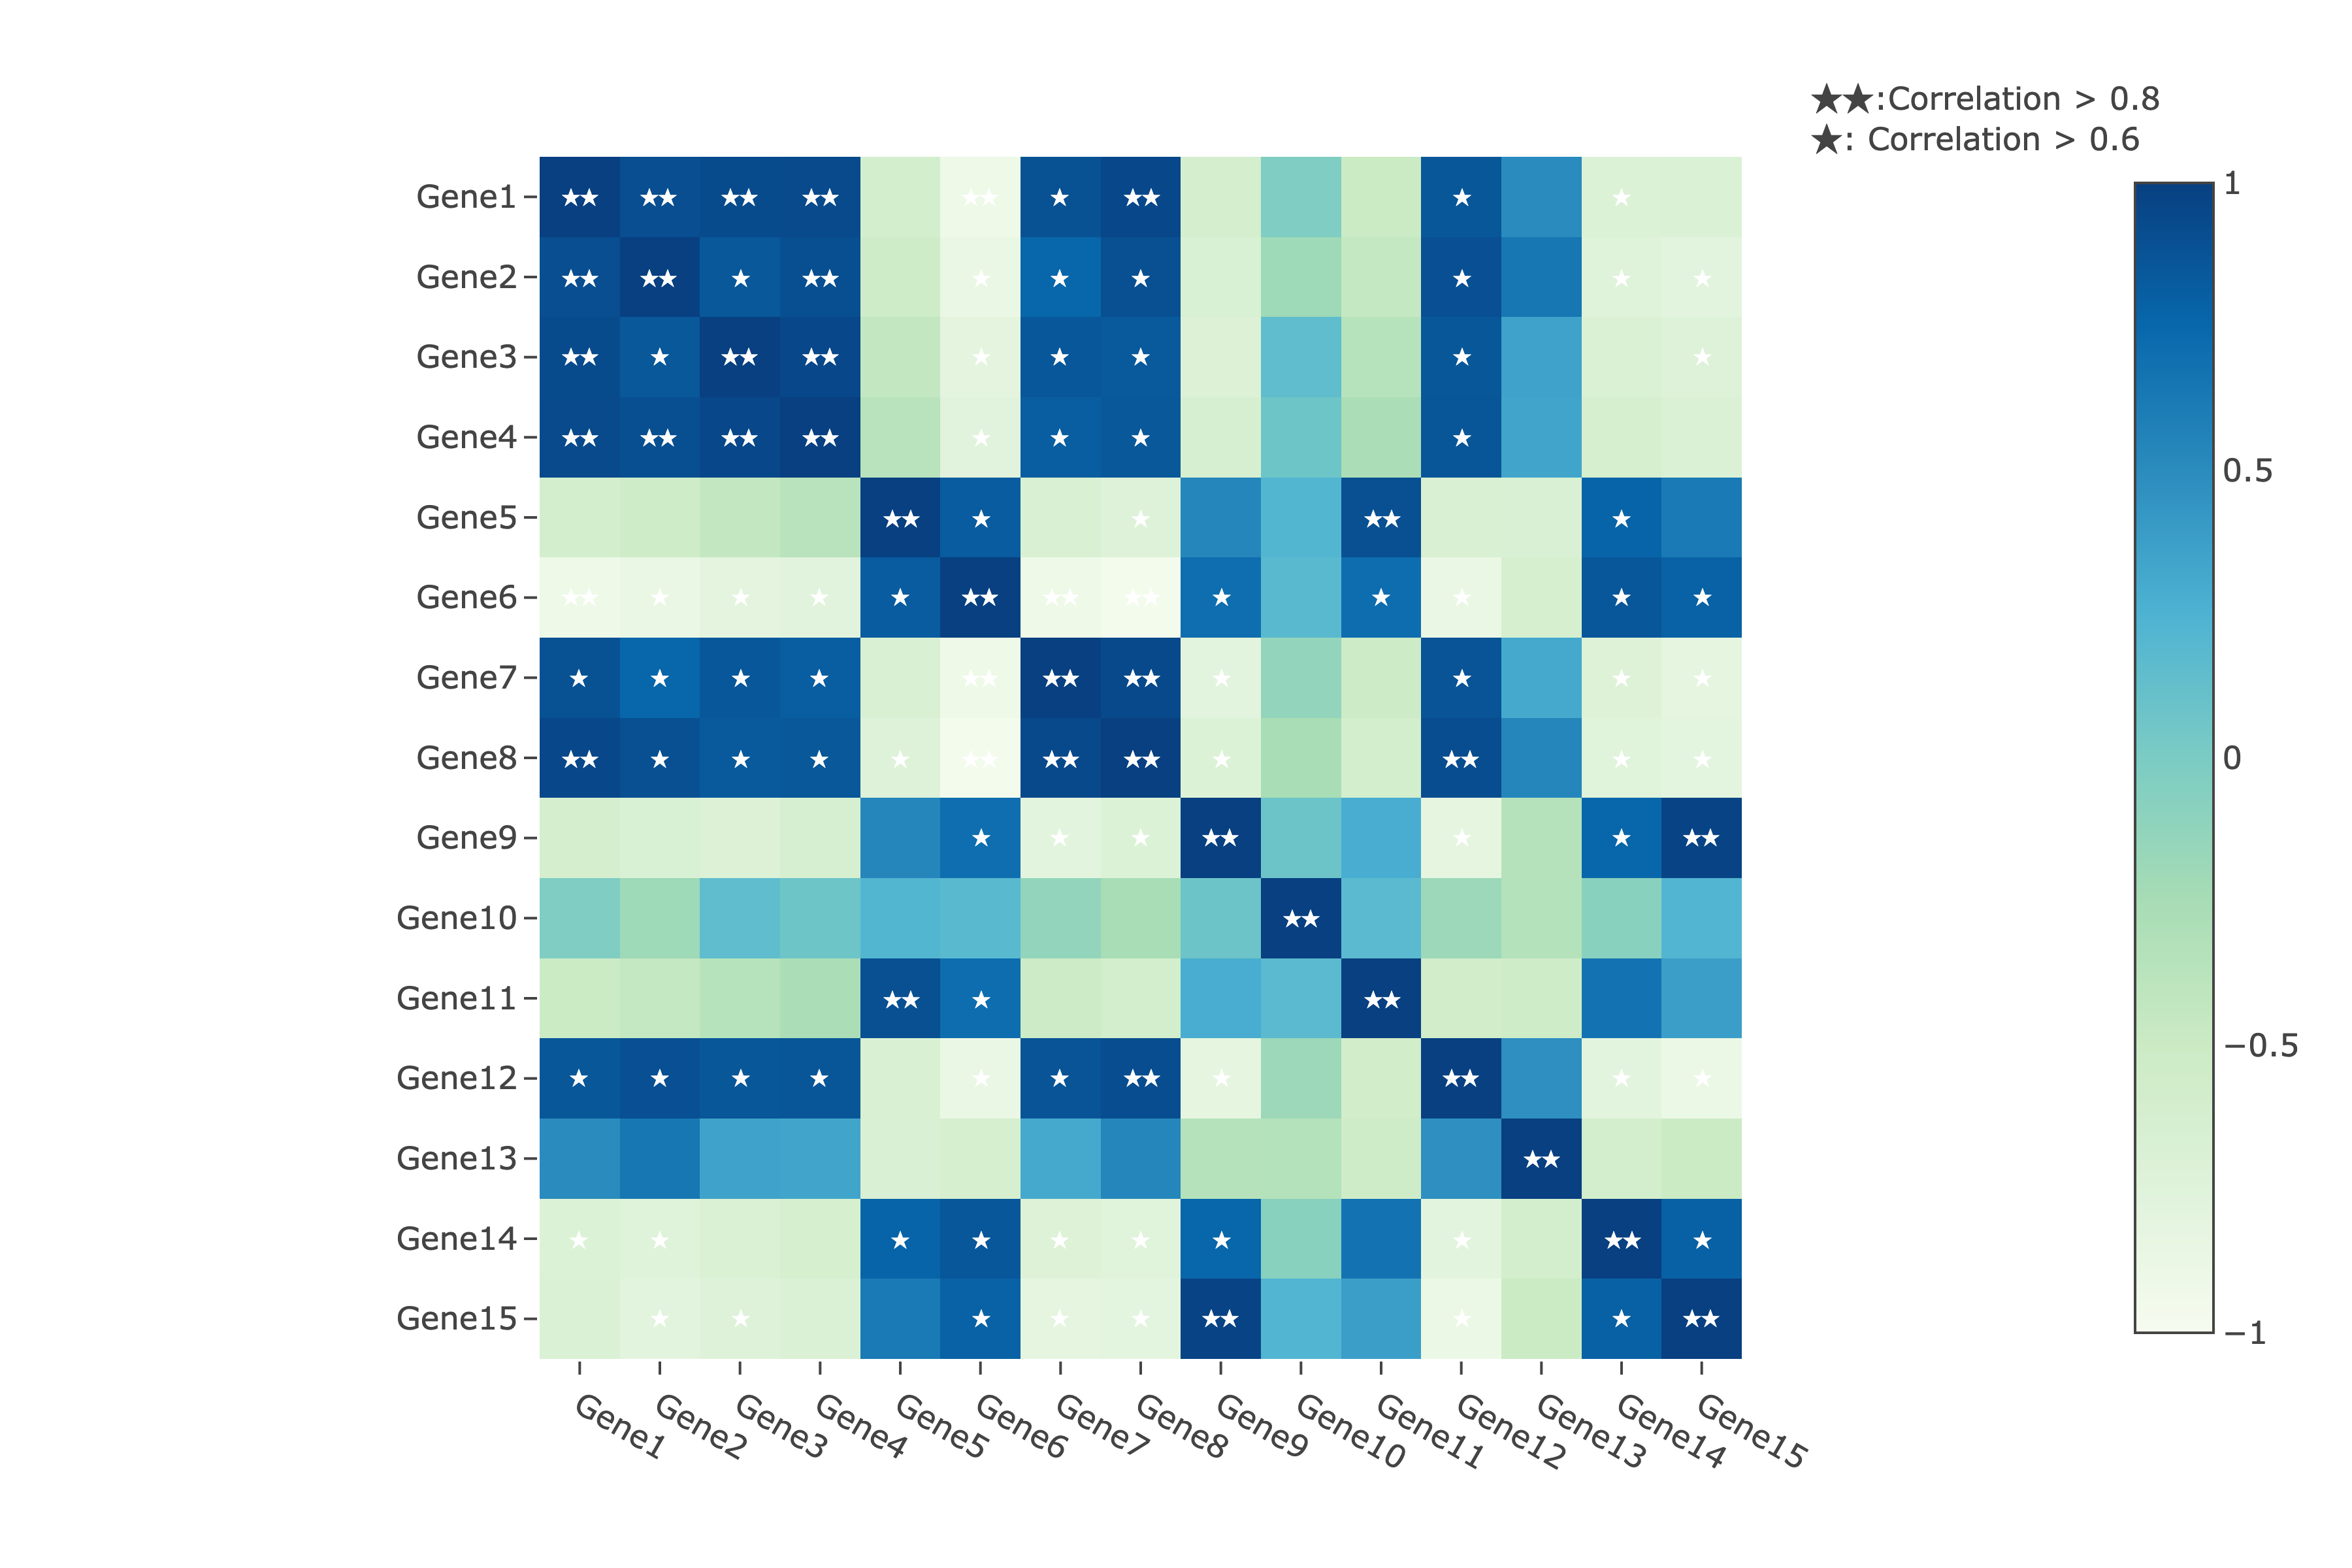 ★★:Correlation > 0.8
★: Correlation > 0.6
1
0.5
0
−0.5
−1
Gene1 ★★ ★★ ★★ ★★ ★★ ★ ★★ ★ ★
Gene2 ★★ ★★ ★ ★★ ★ ★ ★ ★ ★ ★
Gene3 ★★ ★ ★★ ★★ ★ ★ ★ ★ ★
Gene4 ★★ ★★ ★★ ★★ ★ ★ ★ ★
Gene5 ★★ ★ ★ ★★ ★
Gene6 ★★ ★ ★ ★ ★ ★★ ★★ ★★ ★ ★ ★ ★ ★
Gene7 ★ ★ ★ ★ ★★ ★★ ★★ ★ ★ ★ ★
Gene8 ★★ ★ ★ ★ ★ ★★ ★★ ★★ ★ ★★ ★ ★
Gene9 ★ ★ ★ ★★ ★ ★ ★★
Gene10 ★★
Gene11 ★★ ★ ★★
Gene12 ★ ★ ★ ★ ★ ★ ★★ ★ ★★ ★ ★
Gene13 ★★
Gene14 ★ ★ ★ ★ ★ ★ ★ ★ ★★ ★
Gene15 ★ ★ ★ ★ ★ ★★ ★ ★ ★★
Gene1
Gene2
Gene3
Gene4
Gene5
Gene6
Gene7
Gene8
Gene9
Gene10
Gene11
Gene12
Gene13
Gene14
Gene15